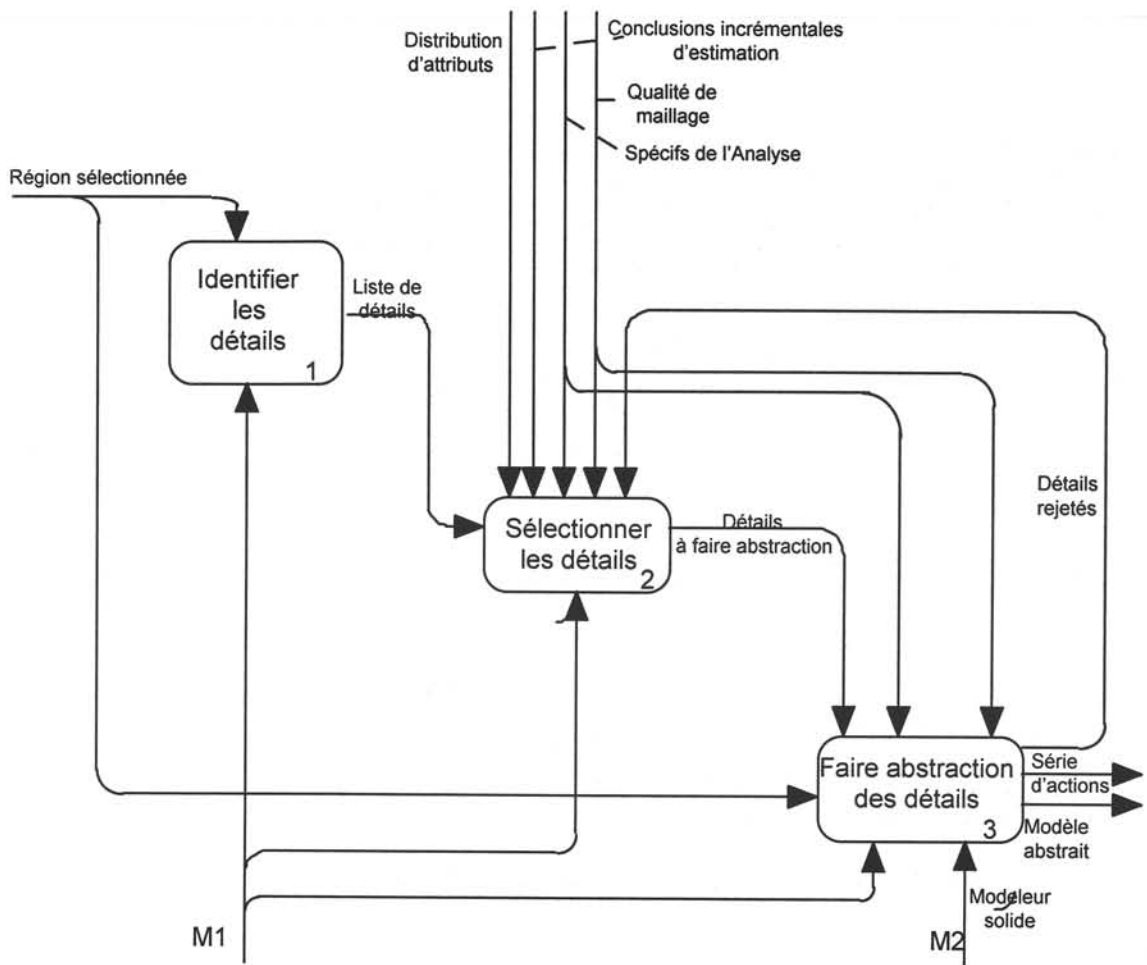 Distribution
d'attributs
Conclusions incrémentales
d'estimation
Qualité de
maillage
Spécifs de l'Analyse
Région sélectionnée
Identifier
les
détails
1
Liste de
détails
Sélectionner
les détails
2
Détails
à faire abstraction
Détails
rejetés
Faire abstraction
des détails
3
Série
d'actions
Modèle
abstrait
Modeleur
solide
M1
M2